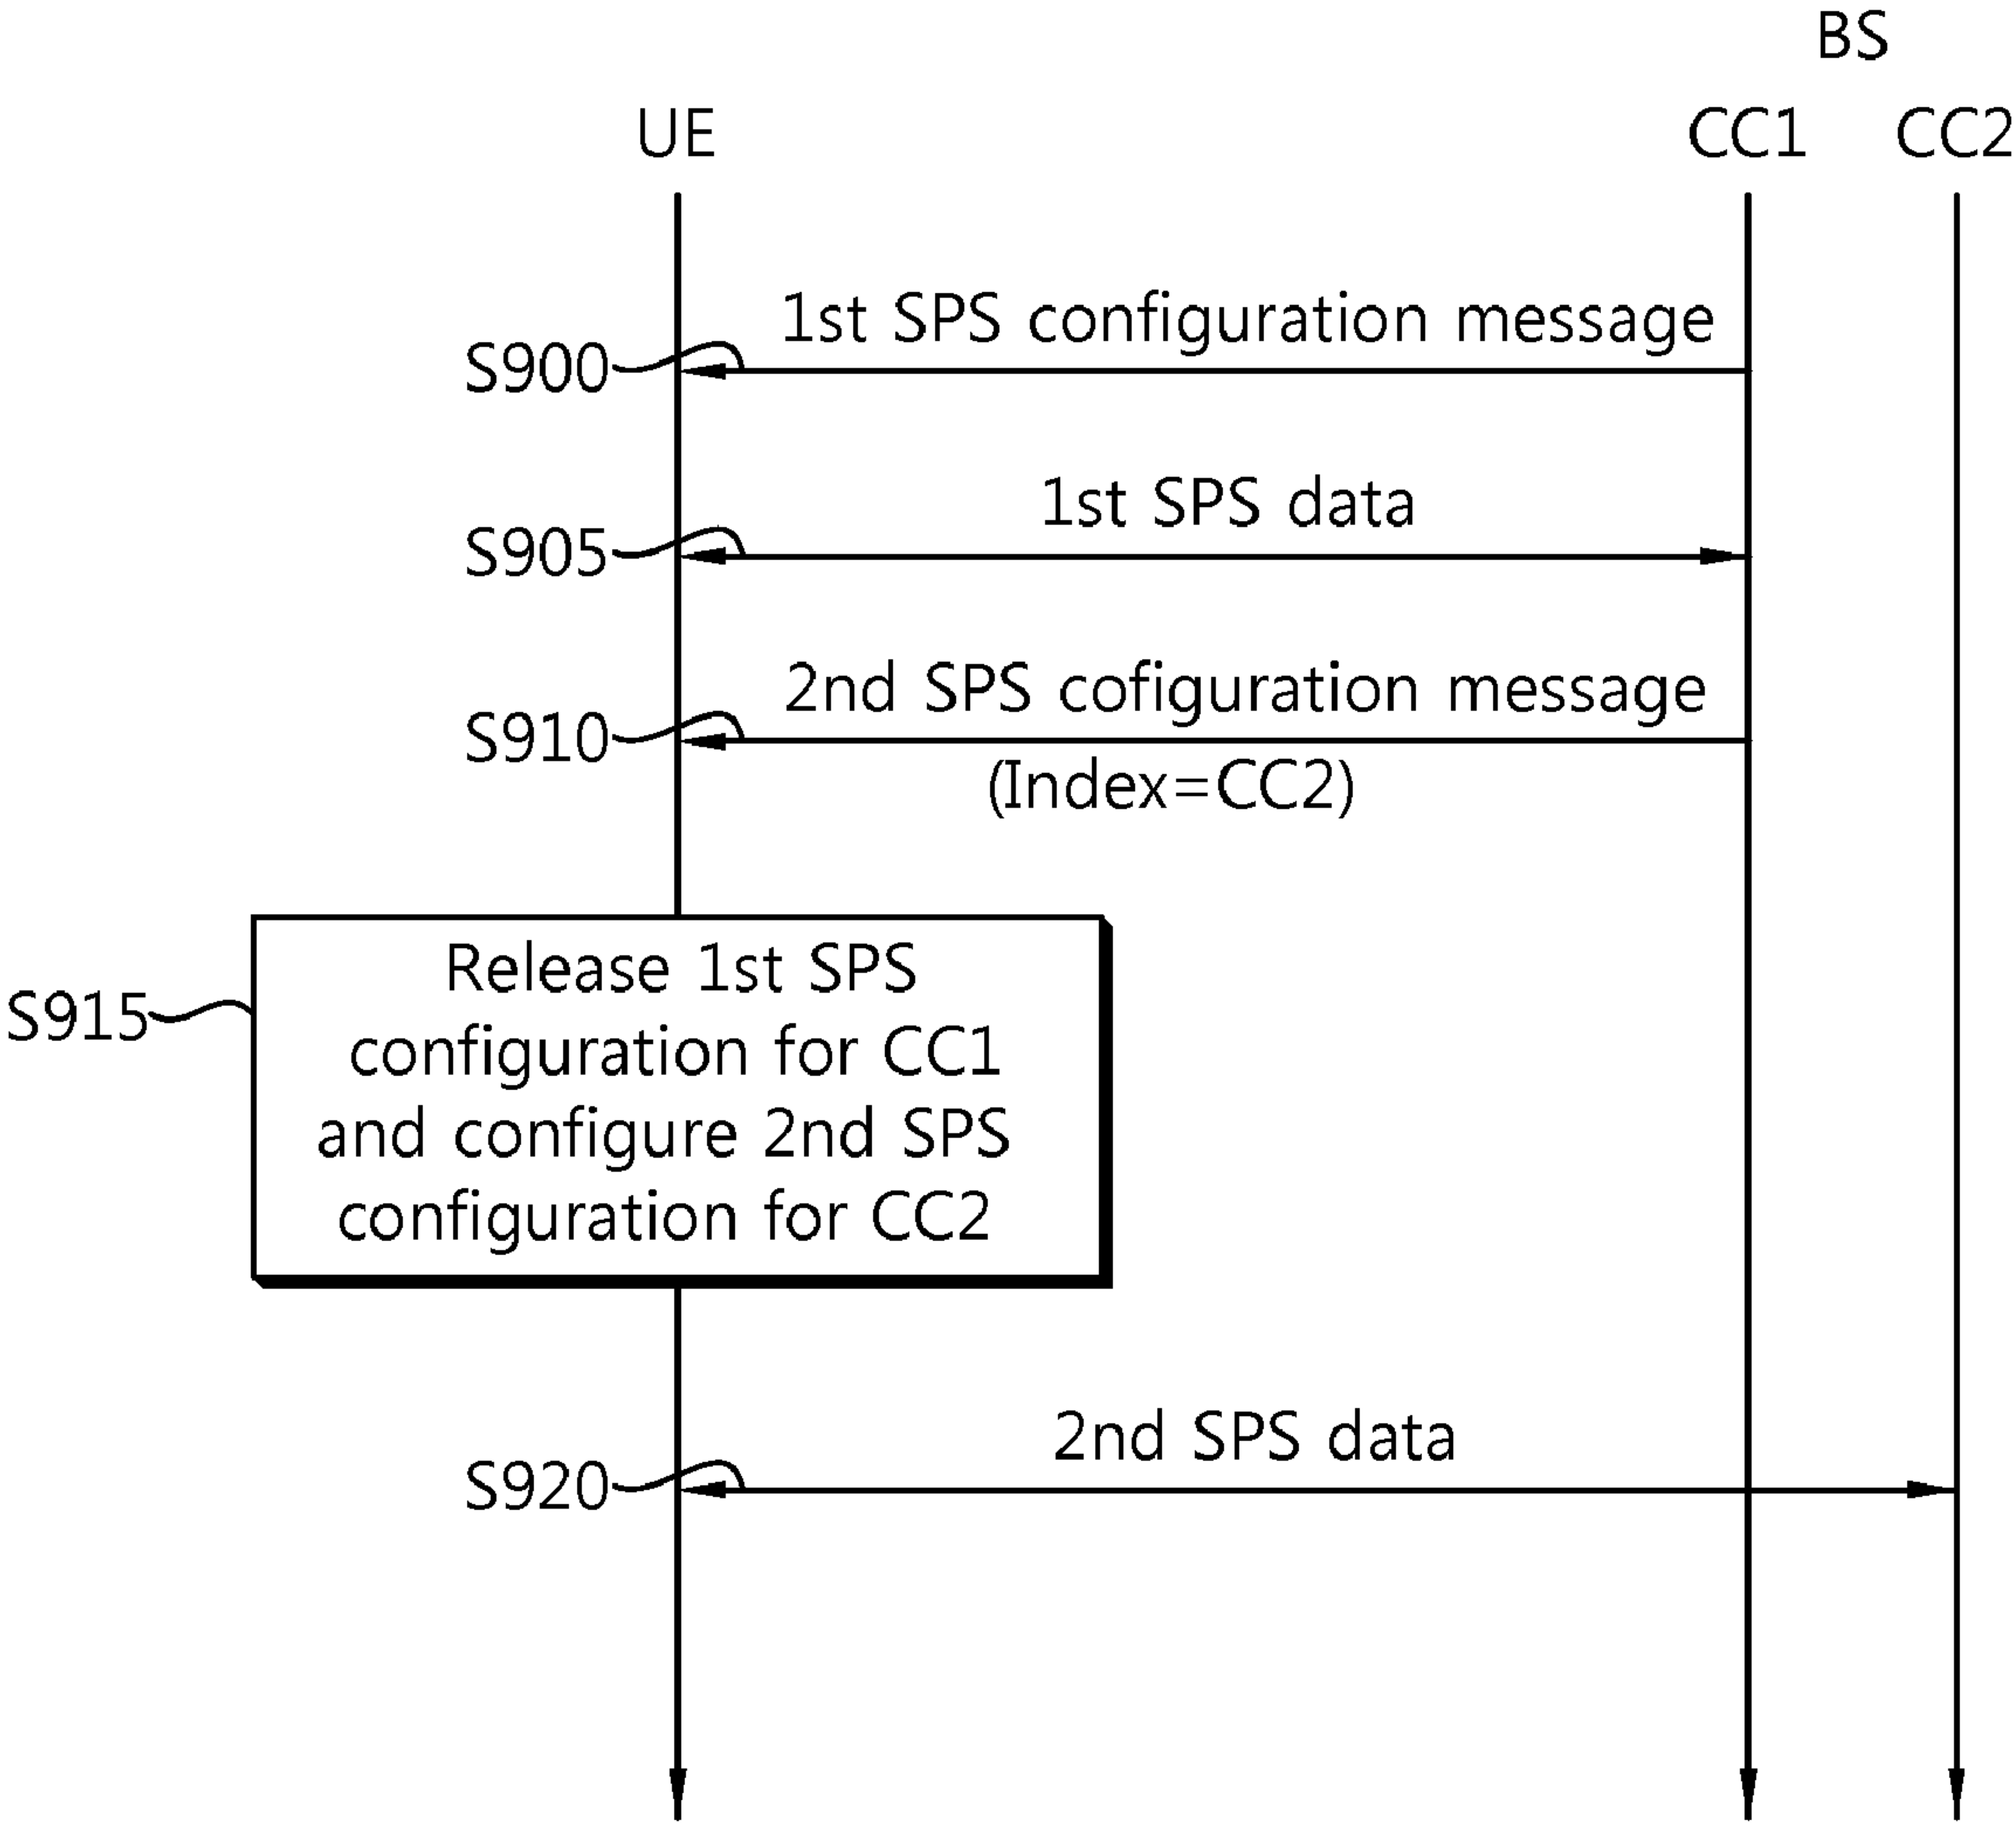 BS
UE
CC1
CC2
1st SPS configuration message
S900
1st SPS data
S905
2nd SPS cofiguration message
S910
(Index=CC2)
Release 1st SPS
configuration for CC1
and configure 2nd SPS
configuration for CC2
S915
2nd SPS data
S920